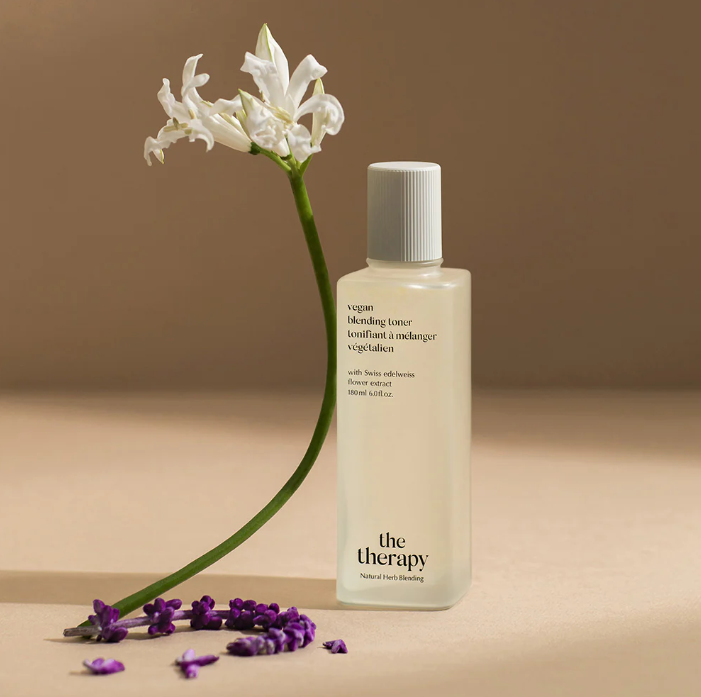 vegan
blending toner
tonifiant à mélanger
végétalien
with Swiss edelweiss
flower extract
180ml 6.0fl.oz.
the
therapy
Natural Herb Blending